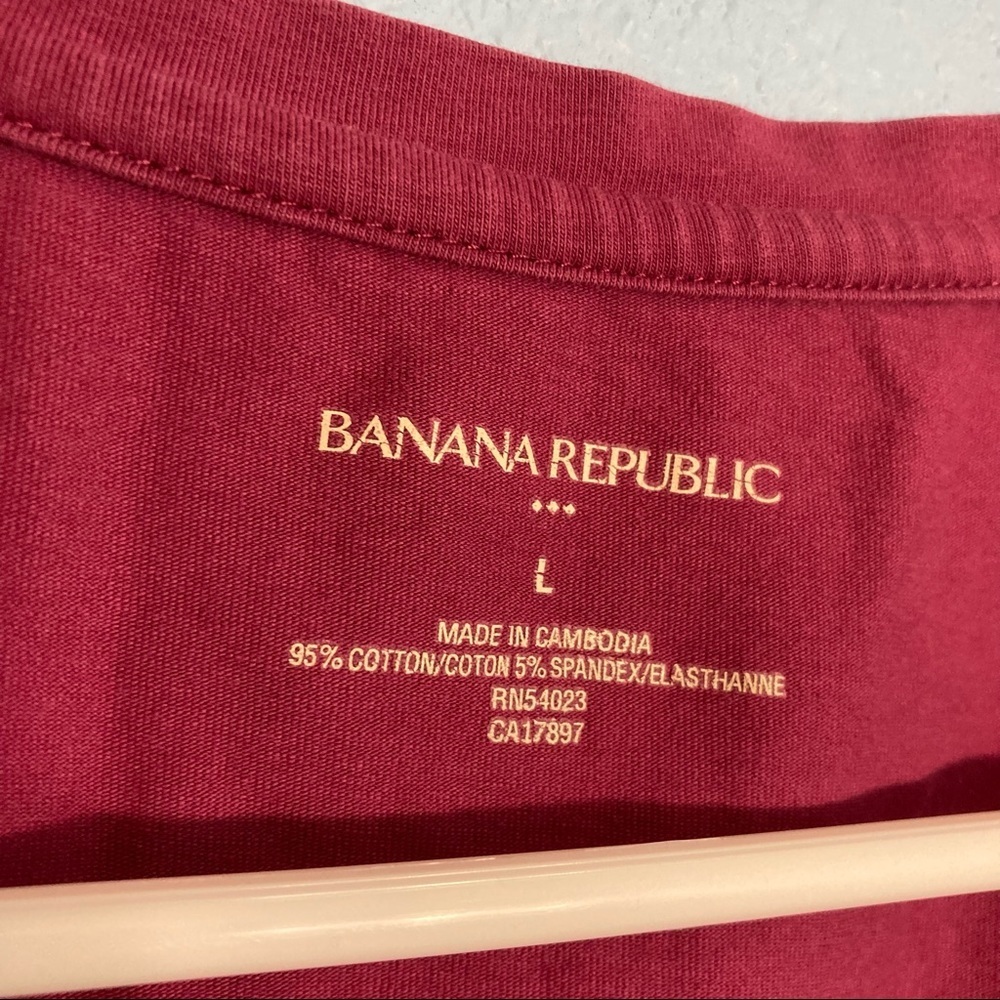 BANANA REPUBLIC
L
MADE IN CAMBODIA
95% COTTON/COTON 5% SPANDEX/ELASTHANNE
RN54023
CA17897